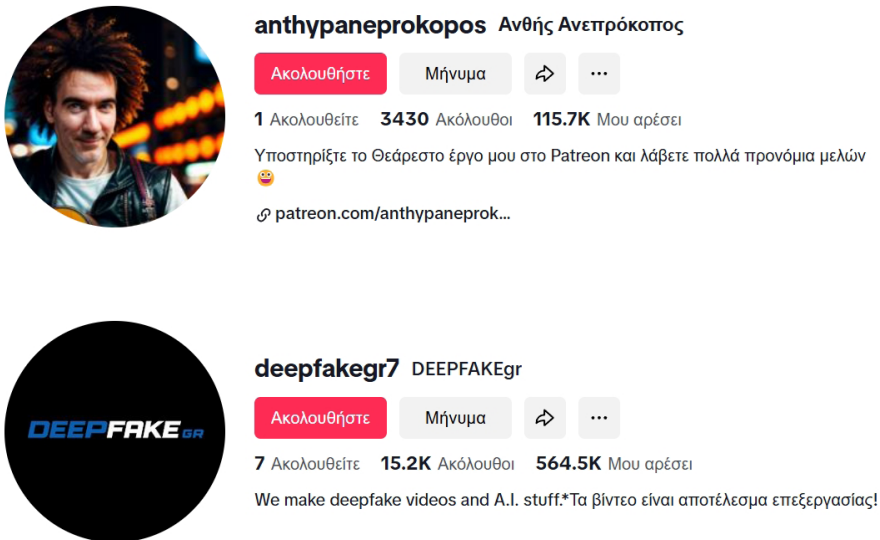 anthypaneprokopos Ανθής Ανεπρόκοπος
Ακολουθήστε Μήνυμα
1 Ακολουθείτε 3430 Ακόλουθοι 115.7K Μου αρέσει
Υποστηρίξτε το Θεάρεστο έργο μου στο Patreon και λάβετε πολλά προνόμια μελών
😀
patreon.com/anthypaneprok...
deepfakegr7 DEEPFAKEgr
Ακολουθήστε Μήνυμα
DEEPFAKE GR
7 Ακολουθείτε 15.2K Ακόλουθοι 564.5K Μου αρέσει
We make deepfake videos and A.I. stuff.*Τα βίντεο είναι αποτέλεσμα επεξεργασίας!